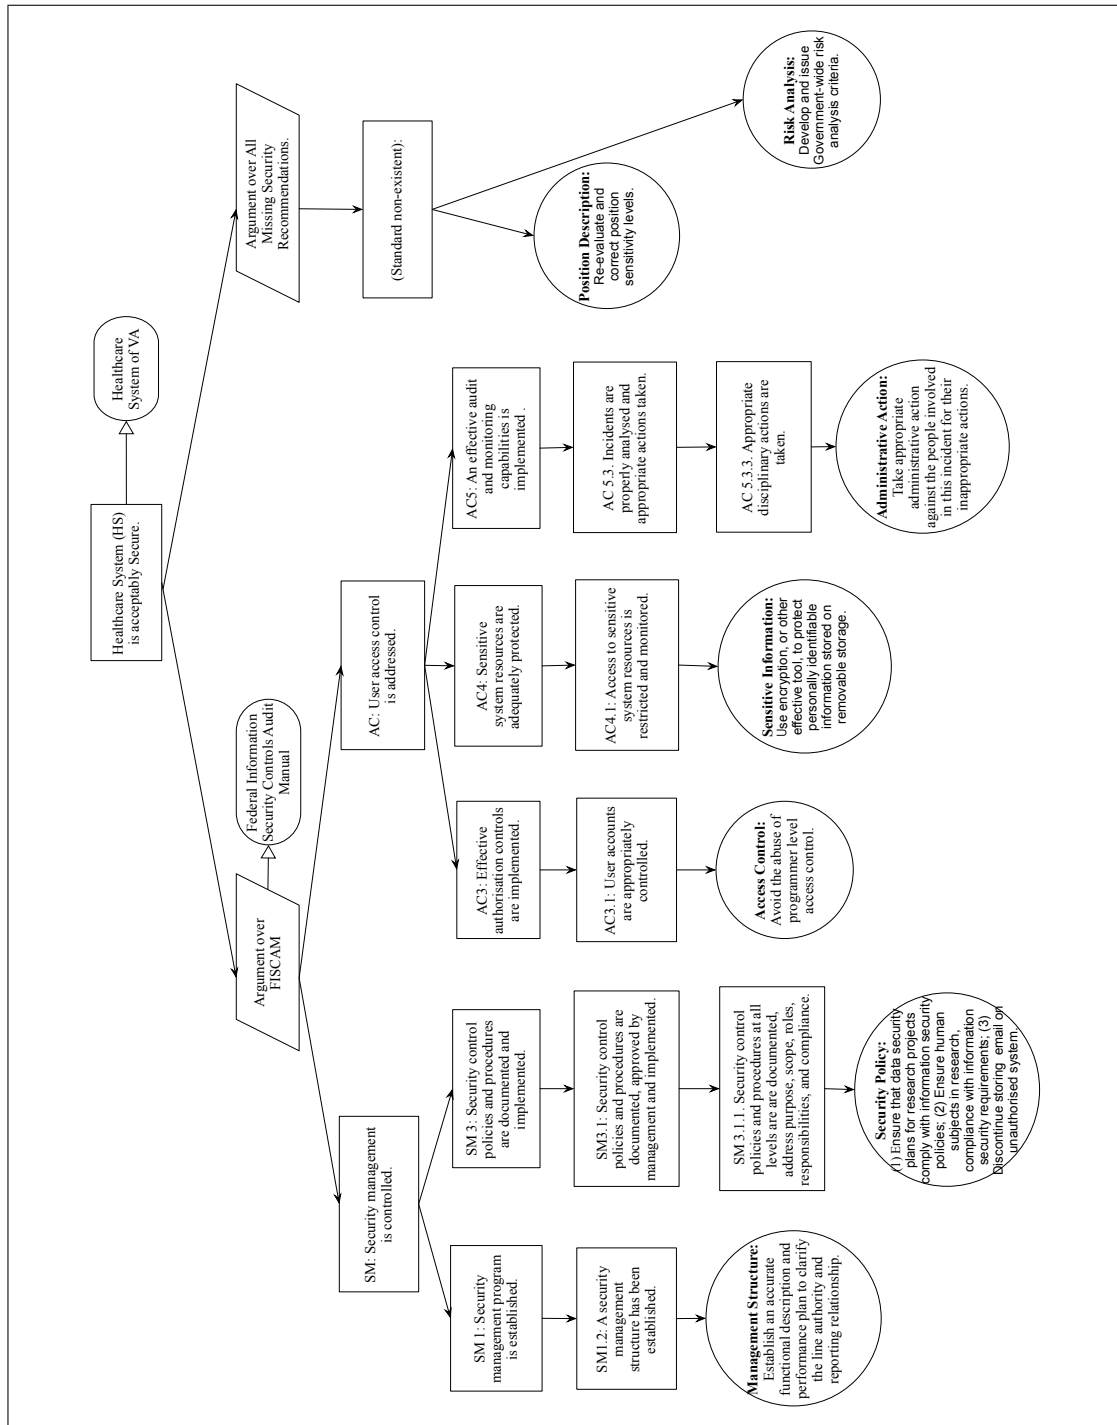 Healthcare System (HS)
is acceptably Secure.
Healthcare
System of VA
Argument over
FISCAM
Federal Information
Security Controls Audit
Manual
Argument over All
Missing Security
Recommendations.
SM: Security management
is controlled.
AC: User access control
is addressed.
(Standard non-existent):
SM 1: Security
management program
is established.
SM 3: Security control
policies and procedures
are documented and
implemented.
AC3: Effective
authorisation controls
are implemented.
AC4: Sensitive
system resources are
adequately protected.
AC5: An effective audit
and monitoring
capabilities is
implemented .
Position Description:
Re-evaluate and
correct position
sensitivity levels.
Risk Analysis:
Develop and issue
Government-wide risk
analysis criteria.
SM1.2: A security
management
structure has been
established.
SM3.1: Security control
policies and procedures are
documented, approved by
management and implemented.
AC3.1: User accounts
are appropriately
controlled.
AC4.1: Access to sensitive
system resources is
restricted and monitored.
AC 5.3. Incidents are
properly analysed and
appropriate actions taken.
Management Structure:
Establish an accurate
functional description and
performance plan to clarify
the line authority and
reporting relationship.
SM 3.1.1. Security control
policies and procedures at all
levels are are documented,
address purpose, scope, roles,
responsibilities, and compliance.
Access Control:
Avoid the abuse of
programmer level
access control.
Sensitive Information:
Use encryption, or other
effective tool, to protect
personally identifiable
information stored on
removable storage.
AC 5.3.3. Appropriate
disciplinary actions are
taken.
Security Policy:
(1) Ensure that data security
plans for research projects
comply with information security
policies; (2) Ensure human
subjects in research,
compliance with information
security requirements; (3)
Discontinue storing email on
unauthorised system.
Administrative Action:
Take appropriate
administrative action
against the people involved
in this incident for their
inappropriate actions.